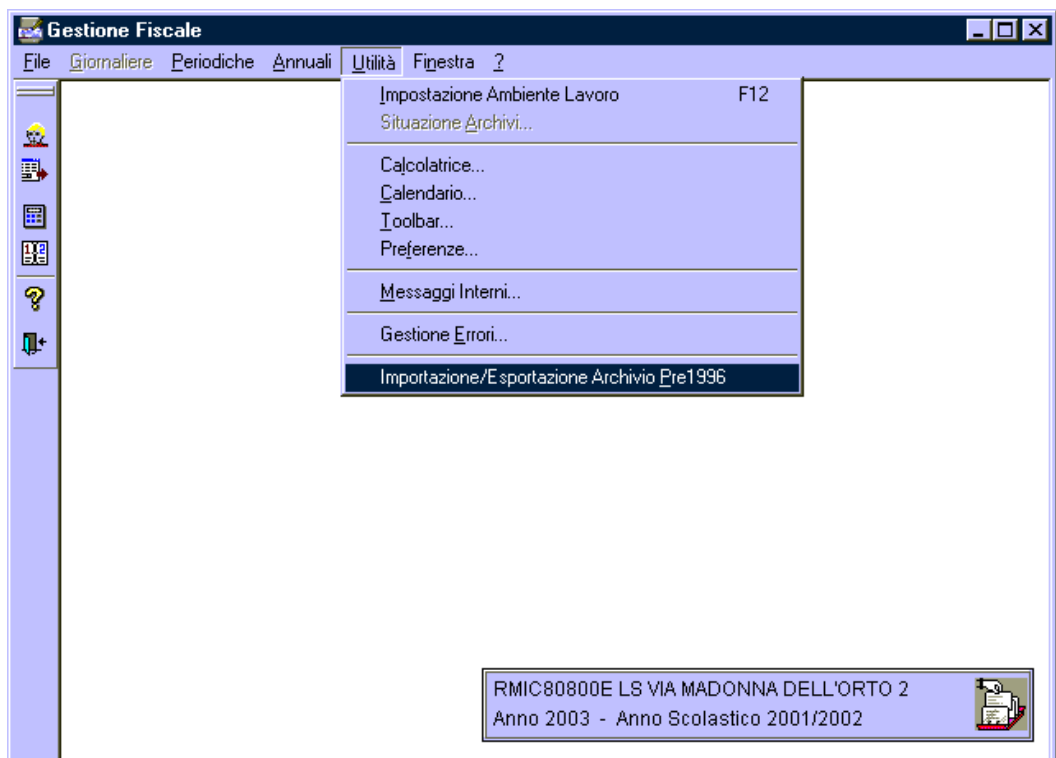 Gestione Fiscale
File Giornaliere Periodiche Annuali Utilità Finestra ?
Impostazione Ambiente Lavoro F12
Situazione Archivi...
Calcolatrice...
Calendario...
Toolbar...
Preferenze...
Messaggi Interni...
Gestione Errori...
Importazione/Esportazione Archivio Pre1996
RMIC80800E LS VIA MADONNA DELL'ORTO 2
Anno 2003 - Anno Scolastico 2001/2002